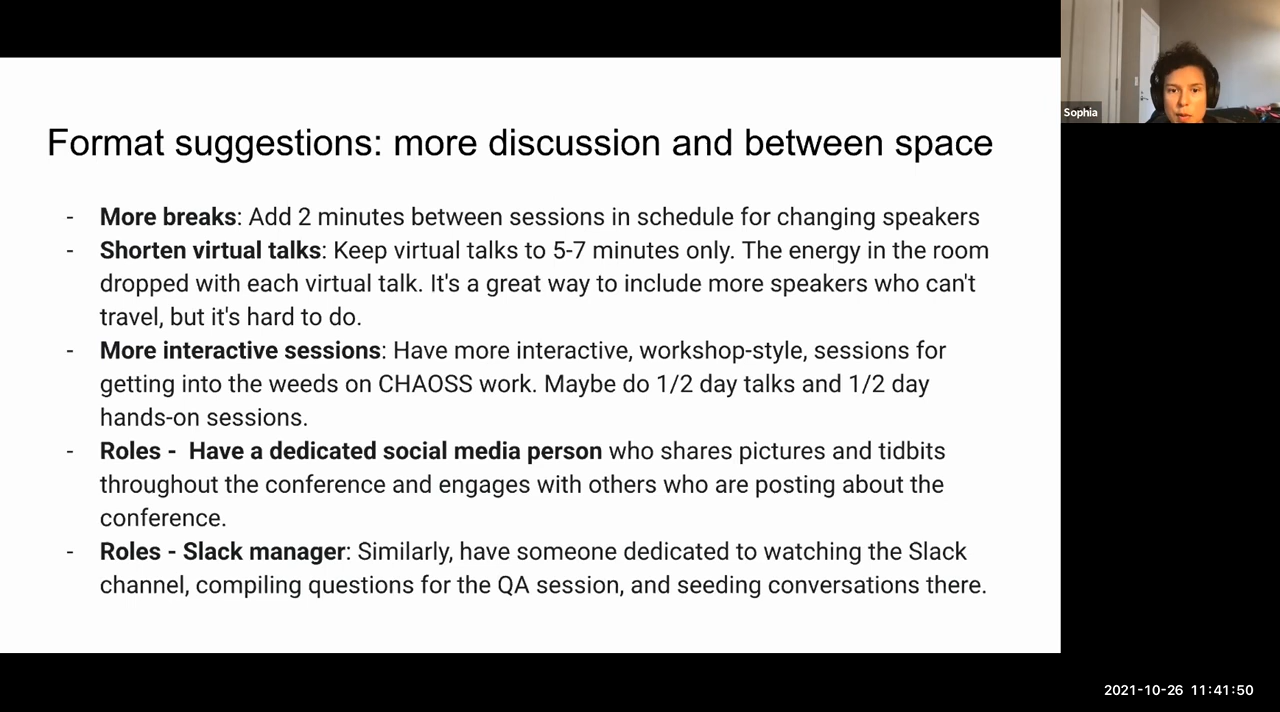 Format suggestions: more discussion and between space
- More breaks: Add 2 minutes between sessions in schedule for changing speakers
- Shorten virtual talks: Keep virtual talks to 5-7 minutes only. The energy in the room
dropped with each virtual talk. It's a great way to include more speakers who can't
travel, but it's hard to do.
- More interactive sessions: Have more interactive, workshop-style, sessions for
getting into the weeds on CHAOSS work. Maybe do 1/2 day talks and 1/2 day
hands-on sessions.
- Roles -  Have a dedicated social media person who shares pictures and tidbits
throughout the conference and engages with others who are posting about the
conference.
- Roles - Slack manager: Similarly, have someone dedicated to watching the Slack
channel, compiling questions for the QA session, and seeding conversations there.
Sophia
2021-10-26 11:41:50